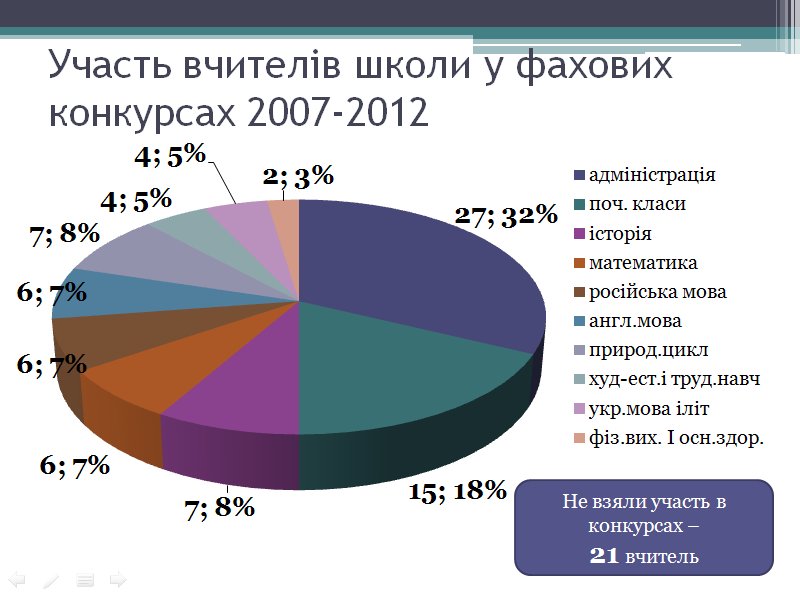 Участь вчителів школи у фахових
конкурсах 2007-2012
4; 5%
2; 3%
4; 5%
27; 32%
7; 8%
6; 7%
6; 7%
6; 7%
7; 8%
15; 18%
адміністрація
поч. класи
історія
математика
російська мова
англ.мова
природ.цикл
худ-ест.і труд.навч
укр.мова іліт
фіз.вих. І осн.здор.
Не взяли участь в
конкурсах –
21 вчитель